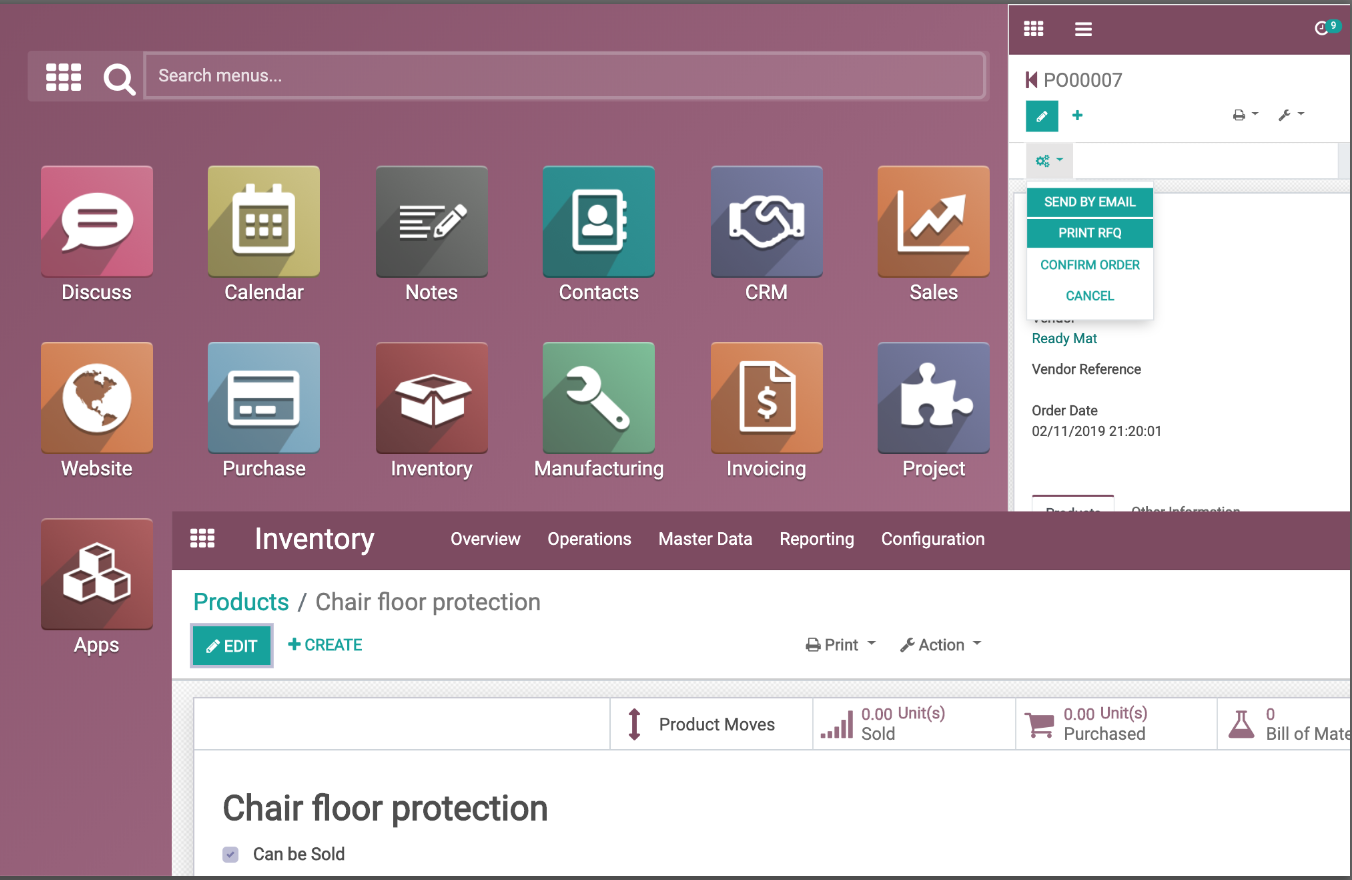 Search menus...
Discuss
Calendar
Notes
Contacts
CRM
Sales
Website
Purchase
Inventory
Manufacturing
Invoicing
Project
Apps
9
PO00007
SEND BY EMAIL
PRINT RFQ
CONFIRM ORDER
CANCEL
Vendor
Ready Mat
Vendor Reference
Order Date
02/11/2019 21:20:01
Products Other Information
Inventory Overview Operations Master Data Reporting Configuration
Products / Chair floor protection
EDIT CREATE Print Action
Product Moves
0.00 Unit(s)
Sold
0.00 Unit(s)
Purchased
0
Bill of Mate
Chair floor protection
Can be Sold